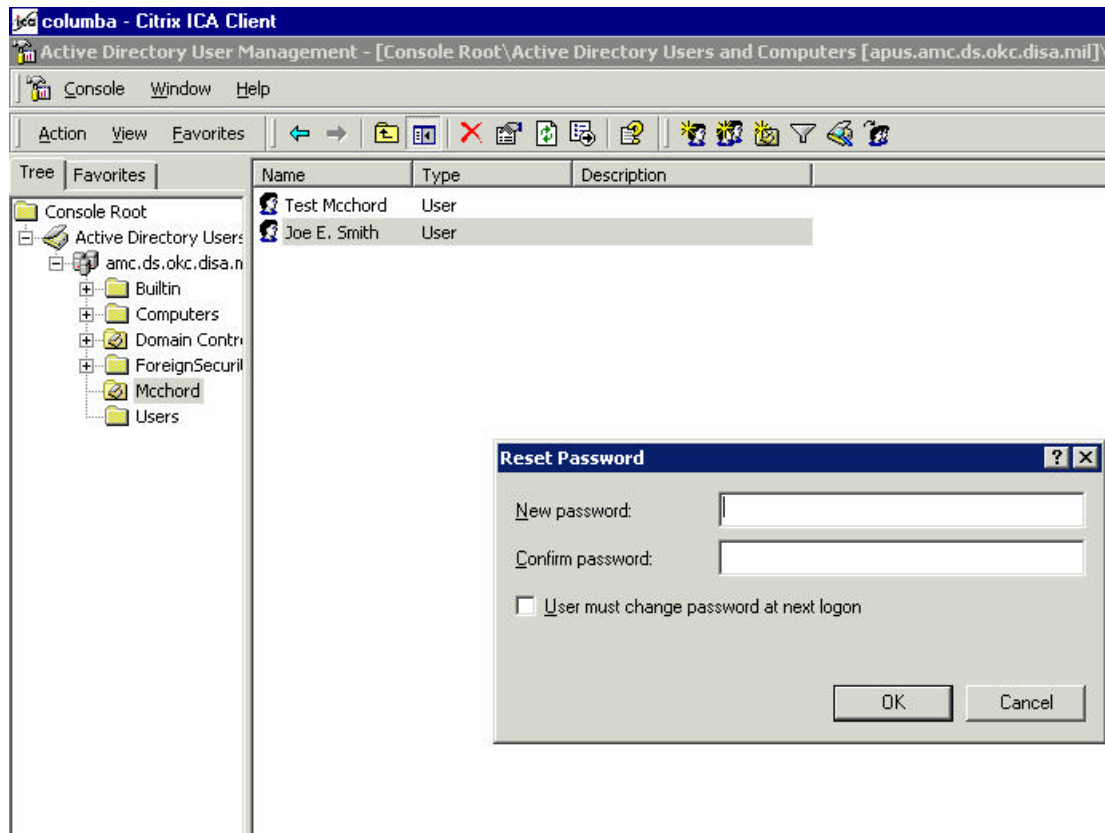 columba - Citrix ICA Client
Active Directory User Management - [Console Root\Active Directory Users and Computers [apus.amc.ds.okc.disa.mil]\
Console Window Help
Action View Favorites
Tree Favorites
Name Type Description
Console Root
Active Directory Users
amc.ds.okc.disa.n
Builtin
Computers
Domain Contr
ForeignSecuri
Mcchord
Users
Test Mcchord User
Joe E. Smith User
Reset Password
New password:
Confirm password:
User must change password at next logon
OK Cancel